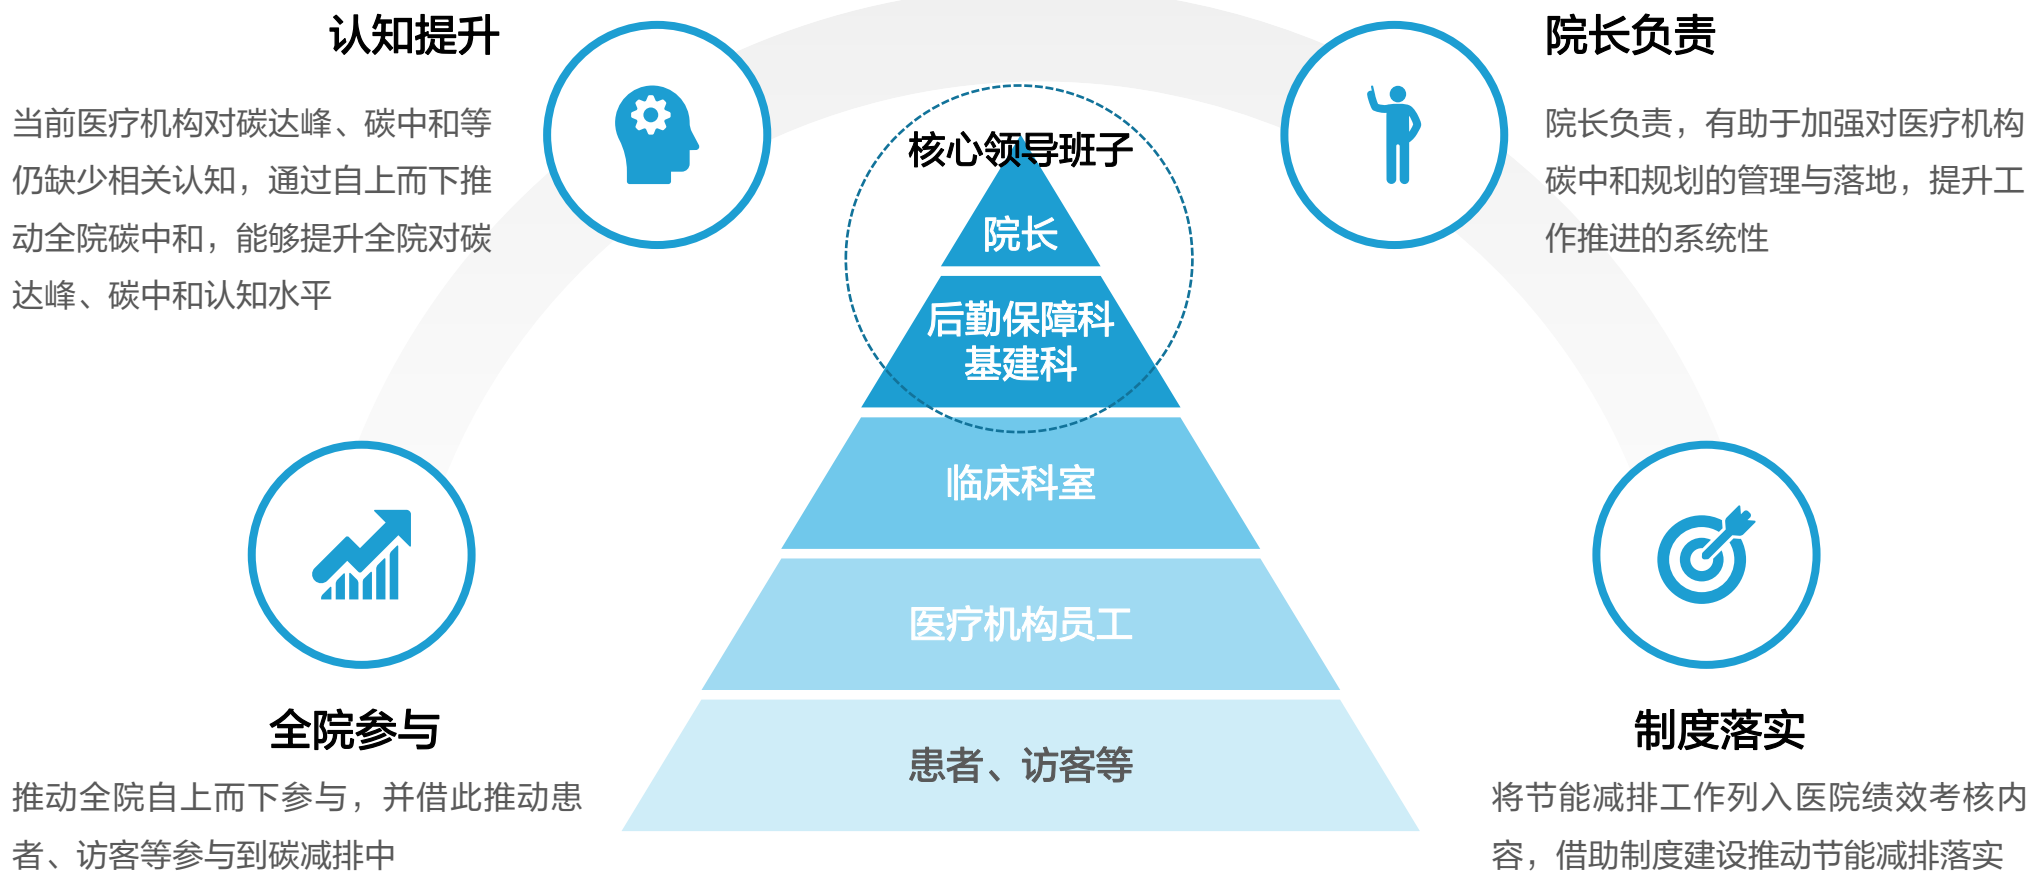 认知提升
当前医疗机构对碳达峰、碳中和等
仍缺少相关认知，通过自上而下推
动全院碳中和，能够提升全院对碳
达峰、碳中和认知水平
院长负责
院长负责，有助于加强对医疗机构
碳中和规划的管理与落地，提升工
作推进的系统性
核心领导班子
院长
后勤保障科
基建科
临床科室
医疗机构员工
患者、访客等
全院参与
推动全院自上而下参与，并借此推动患
者、访客等参与到碳减排中
制度落实
将节能减排工作列入医院绩效考核内
容，借助制度建设推动节能减排落实